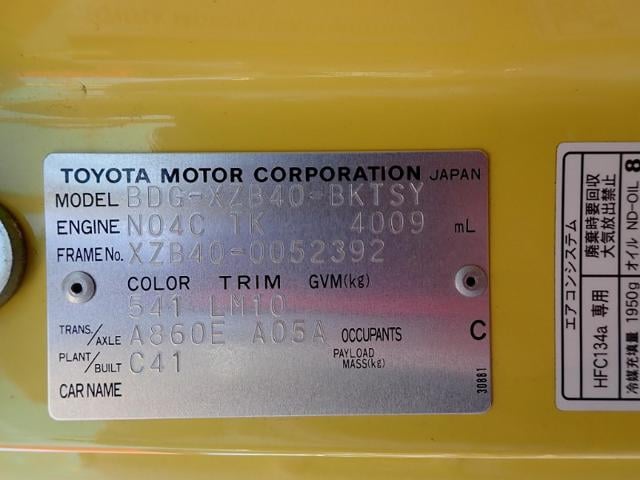 TOYOTA MOTOR CORPORATION JAPAN
MODEL BDG-XZB40-BKTSY
ENGINE N04C TK 4009 mL
FRAME No. XZB40-0052392
COLOR TRIM GVM(kg)
541 LM10
TRANS./AXLE A860E A05A OCCUPANTS C
PLANT/BUILT C41 PAYLOAD MASS(kg)
CAR NAME
30881
エアコンシステム
廃棄時要回収
大気放出禁止
HFC134a 専用
冷媒充填量 1950g オイル ND-OIL 8